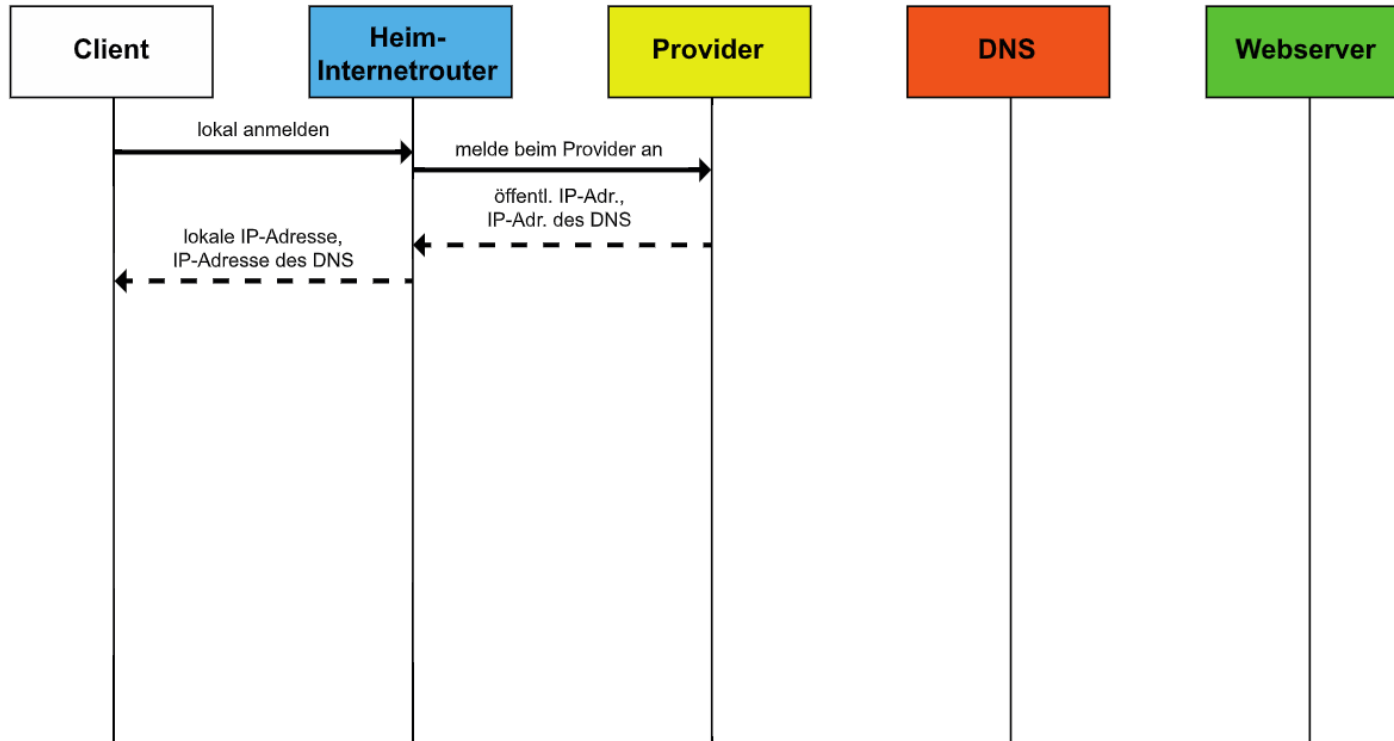 Client
Heim-
Internetrouter
Provider
DNS
Webserver
lokal anmelden
melde beim Provider an
öffentl. IP-Adr.,
IP-Adr. des DNS
lokale IP-Adresse,
IP-Adresse des DNS